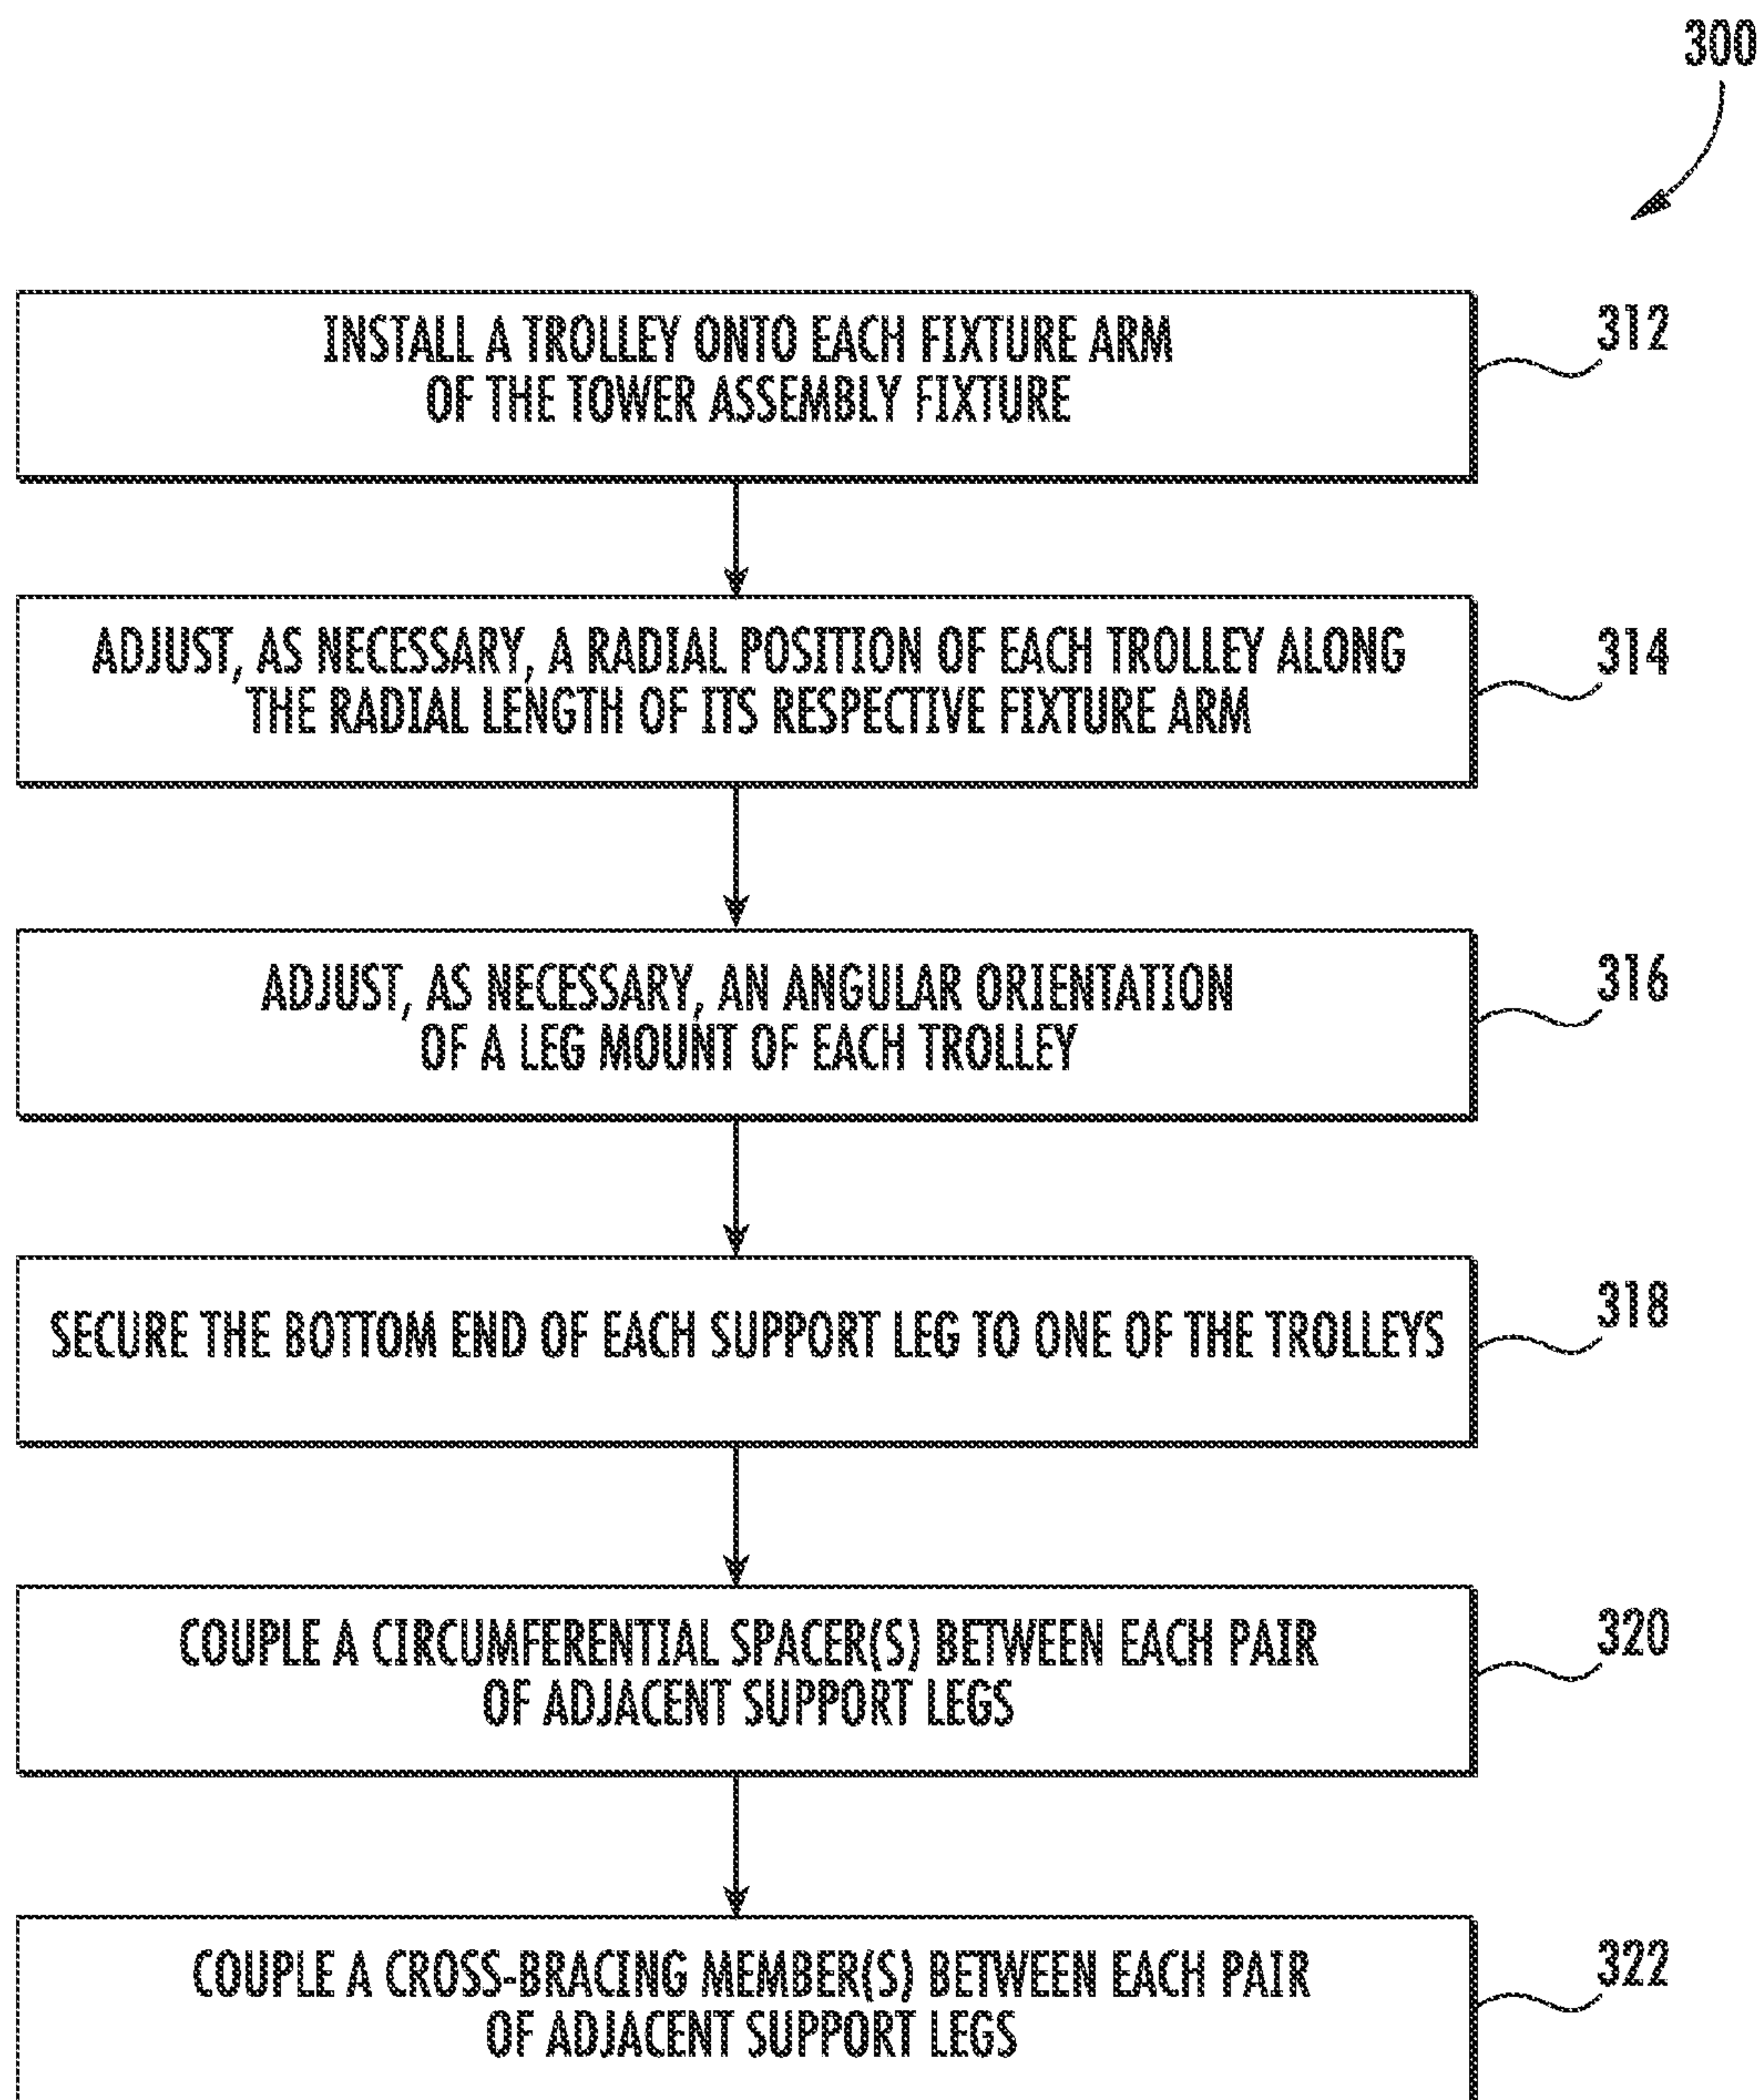 300
INSTALL A TROLLEY ONTO EACH FIXTURE ARM
OF THE TOWER ASSEMBLY FIXTURE
312
ADJUST, AS NECESSARY, A RADIAL POSITION OF EACH TROLLEY ALONG
THE RADIAL LENGTH OF ITS RESPECTIVE FIXTURE ARM
314
ADJUST, AS NECESSARY, AN ANGULAR ORIENTATION
OF A LEG MOUNT OF EACH TROLLEY
316
SECURE THE BOTTOM END OF EACH SUPPORT LEG TO ONE OF THE TROLLEYS
318
COUPLE A CIRCUMFERENTIAL SPACER(S) BETWEEN EACH PAIR
OF ADJACENT SUPPORT LEGS
320
COUPLE A CROSS-BRACING MEMBER(S) BETWEEN EACH PAIR
OF ADJACENT SUPPORT LEGS
322